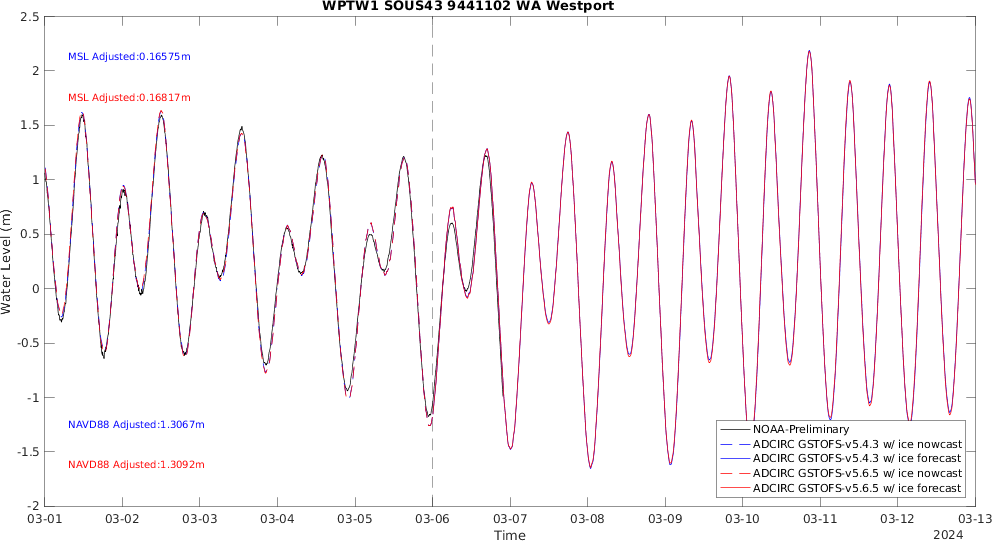 WPTW1 SOUS43 9441102 WA Westport
2.5
2
1.5
1
0.5
0
-0.5
-1
-1.5
-2
Water Level (m)
MSL Adjusted:0.16575m
MSL Adjusted:0.16817m
NAVD88 Adjusted:1.3067m
NAVD88 Adjusted:1.3092m
NOAA-Preliminary
ADCIRC GSTOFS-v5.4.3 w/ ice nowcast
ADCIRC GSTOFS-v5.4.3 w/ ice forecast
ADCIRC GSTOFS-v5.6.5 w/ ice nowcast
ADCIRC GSTOFS-v5.6.5 w/ ice forecast
03-01 03-02 03-03 03-04 03-05 03-06 03-07 03-08 03-09 03-10 03-11 03-12 03-13
Time
2024